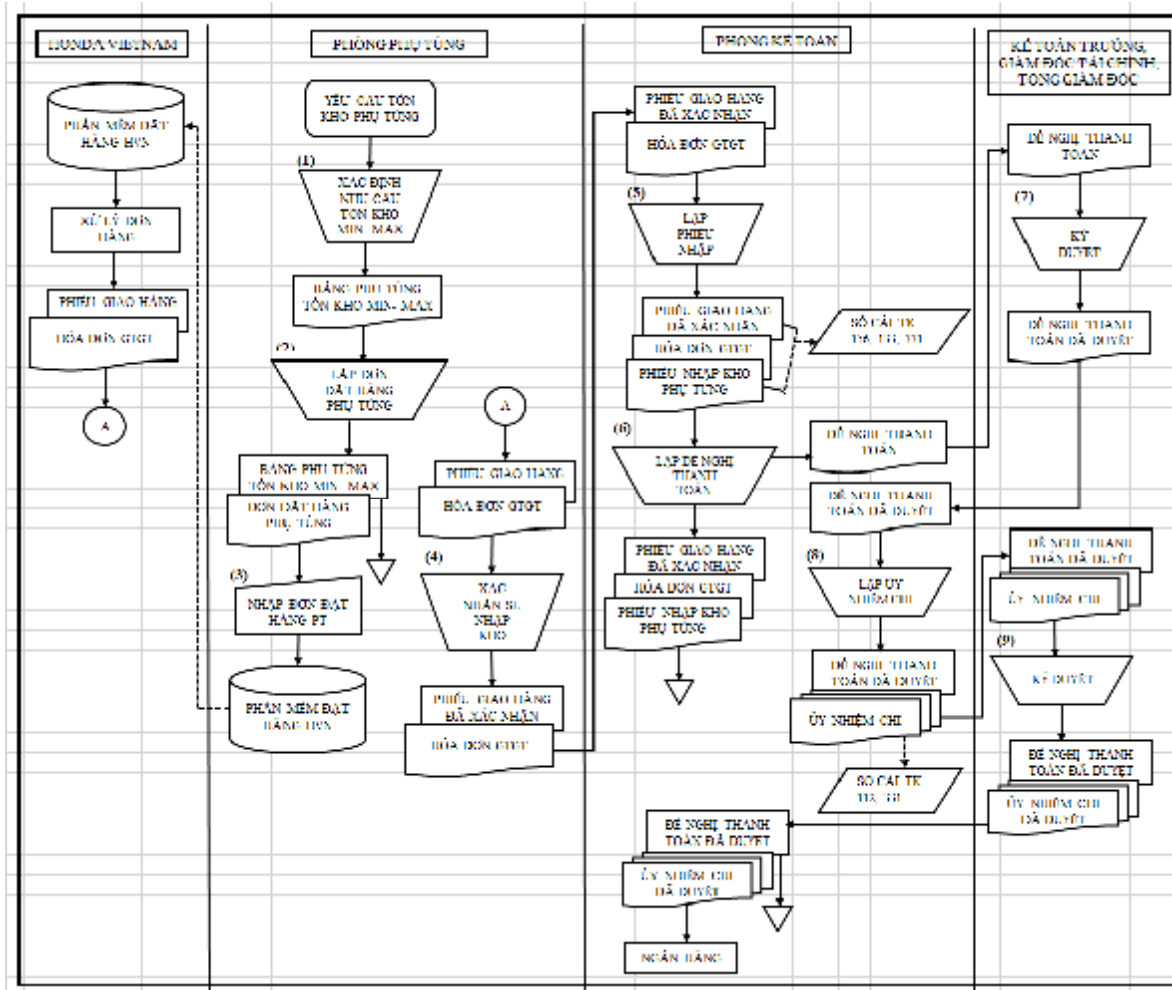 HONDA VIETNAM
PHẦN MỀM ĐẶT
HÀNG HVN
XỬ LÝ ĐƠN
HÀNG
PHIẾU GIAO HÀNG
HÓA ĐƠN GTGT
A
PHÒNG PHỤ TÙNG
YÊU CẦU TỒN
KHO PHỤ TÙNG
(1)
XÁC ĐỊNH
NHU CẦU
TỒN KHO
MIN- MAX
BẢNG PHỤ TÙNG
TỒN KHO MIN- MAX
(2)
LẬP ĐƠN
ĐẶT HÀNG
PHỤ TÙNG
BẢNG PHỤ TÙNG
TỒN KHO MIN- MAX
ĐƠN ĐẶT HÀNG
PHỤ TÙNG
(3)
NHẬP ĐƠN ĐẶT
HÀNG PT
PHẦN MỀM ĐẶT
HÀNG HVN
A
PHIẾU GIAO HÀNG
HÓA ĐƠN GTGT
(4)
XÁC
NHẬN SL
NHẬP
KHO
PHIẾU GIAO HÀNG
ĐÃ XÁC NHẬN
HÓA ĐƠN GTGT
PHÒNG KẾ TOÁN
PHIẾU GIAO HÀNG
ĐÃ XÁC NHẬN
HÓA ĐƠN GTGT
(5)
LẬP
PHIẾU
NHẬP
PHIẾU GIAO HÀNG
ĐÃ XÁC NHẬN
HÓA ĐƠN GTGT
PHIẾU NHẬP KHO
PHỤ TÙNG
SỔ CÁI TK
(6)
LẬP ĐỀ NGHỊ
THANH
TOÁN
PHIẾU GIAO HÀNG
ĐÃ XÁC NHẬN
HÓA ĐƠN GTGT
PHIẾU NHẬP KHO
PHỤ TÙNG
ĐỀ NGHỊ THANH
TOÁN
ĐỀ NGHỊ THANH
TOÁN ĐÃ DUYỆT
(8)
LẬP ỦY
NHIỆM CHI
ĐỀ NGHỊ THANH
TOÁN ĐÃ DUYỆT
ỦY NHIỆM CHI
SỔ CÁI TK
ĐỀ NGHỊ THANH
TOÁN ĐÃ DUYỆT
ỦY NHIỆM CHI
ĐÃ DUYỆT
NGÂN HÀNG
KẾ TOÁN TRƯỞNG,
GIÁM ĐỐC TÀI CHÍNH,
TỔNG GIÁM ĐỐC
ĐỀ NGHỊ THANH
TOÁN
(7)
KÝ
DUYỆT
ĐỀ NGHỊ THANH
TOÁN ĐÃ DUYỆT
ĐỀ NGHỊ THANH
TOÁN ĐÃ DUYỆT
ỦY NHIỆM CHI
(9)
KÝ DUYỆT
ĐỀ NGHỊ THANH
TOÁN ĐÃ DUYỆT
ỦY NHIỆM CHI
ĐÃ DUYỆT